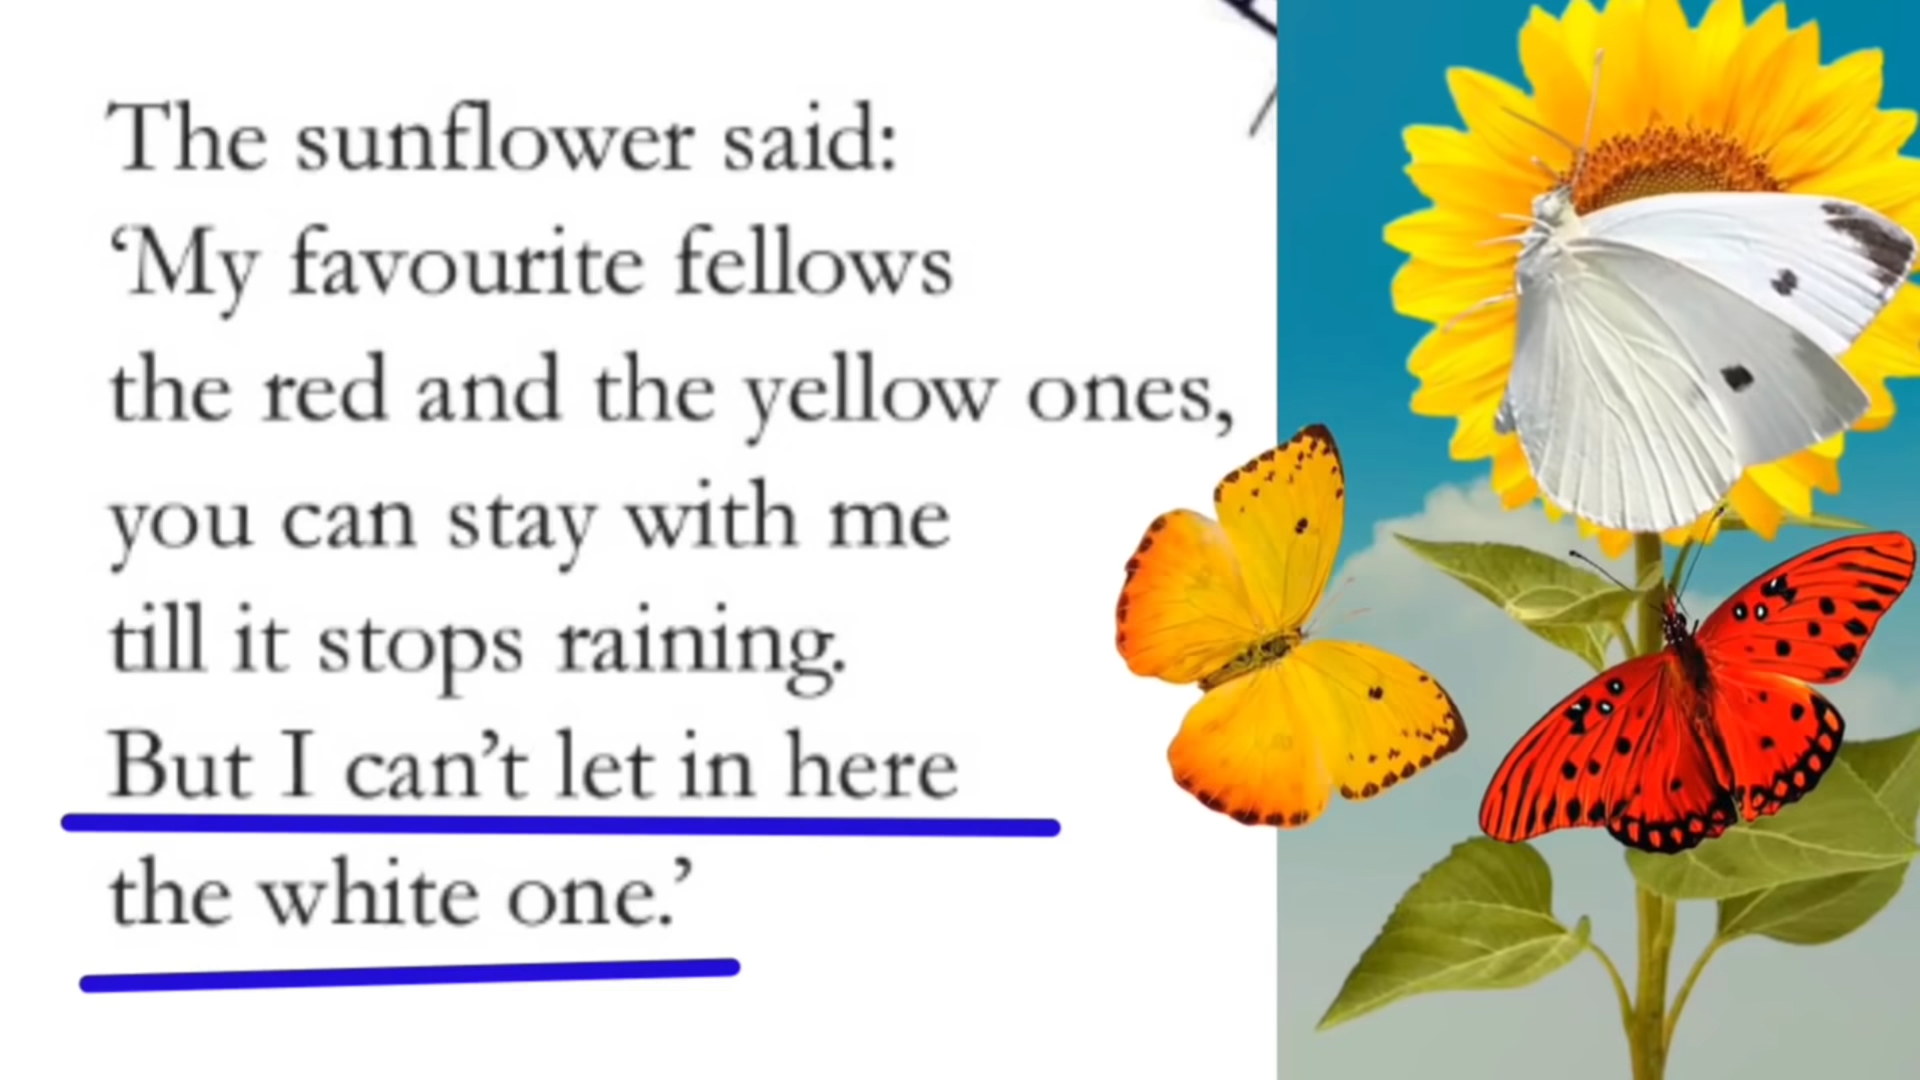 The sunflower said:
‘My favourite fellows
the red and the yellow ones,
you can stay with me
till it stops raining.
But I can’t let in here
the white one.’